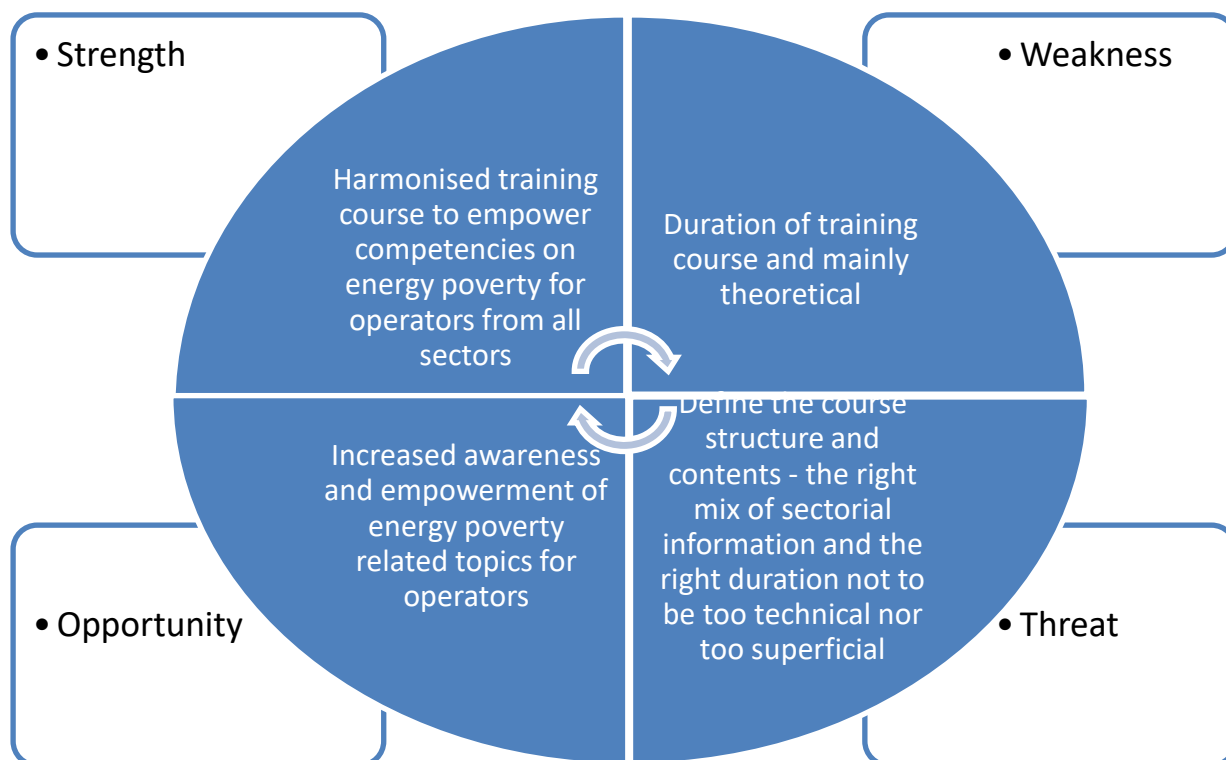 • Strength
Harmonised training
course to empower
competencies on
energy poverty for
operators from all
sectors
• Weakness
Duration of training
course and mainly
theoretical
• Opportunity
Increased awareness
and empowerment of
energy poverty
related topics for
operators
• Threat
Define the course
structure and
contents - the right
mix of sectorial
information and the
right duration not to
be too technical nor
too superficial